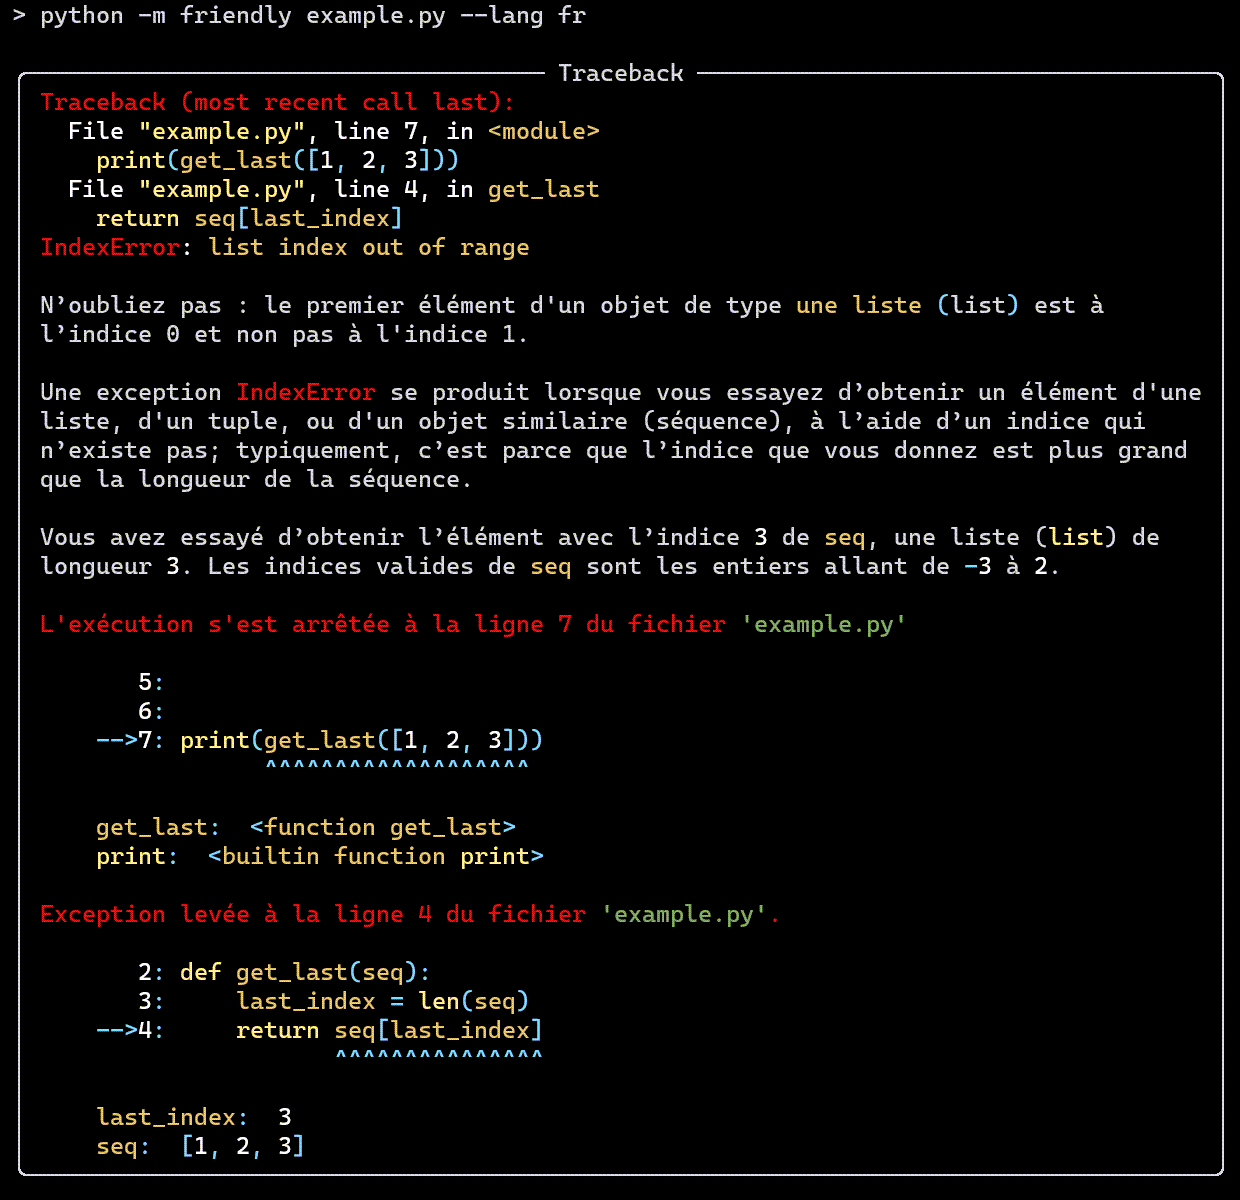 > python -m friendly example.py --lang fr
Traceback
Traceback (most recent call last):
  File "example.py", line 7, in <module>
    print(get_last([1, 2, 3]))
  File "example.py", line 4, in get_last
    return seq[last_index]
IndexError: list index out of range
N’oubliez pas : le premier élément d'un objet de type une liste (list) est à
l’indice 0 et non pas à l'indice 1.
Une exception IndexError se produit lorsque vous essayez d’obtenir un élément d'une
liste, d'un tuple, ou d'un objet similaire (séquence), à l’aide d’un indice qui
n’existe pas; typiquement, c’est parce que l’indice que vous donnez est plus grand
que la longueur de la séquence.
Vous avez essayé d’obtenir l’élément avec l’indice 3 de seq, une liste (list) de
longueur 3. Les indices valides de seq sont les entiers allant de -3 à 2.
L'exécution s'est arrêtée à la ligne 7 du fichier 'example.py'
   5:
   6:
-->7: print(get_last([1, 2, 3]))
            ^^^^^^^^^^^^^^^^^^^
get_last:  <function get_last>
print:  <builtin function print>
Exception levée à la ligne 4 du fichier 'example.py'.
   2: def get_last(seq):
   3:     last_index = len(seq)
-->4:     return seq[last_index]
                 ^^^^^^^^^^^^^^^
last_index:  3
seq:  [1, 2, 3]